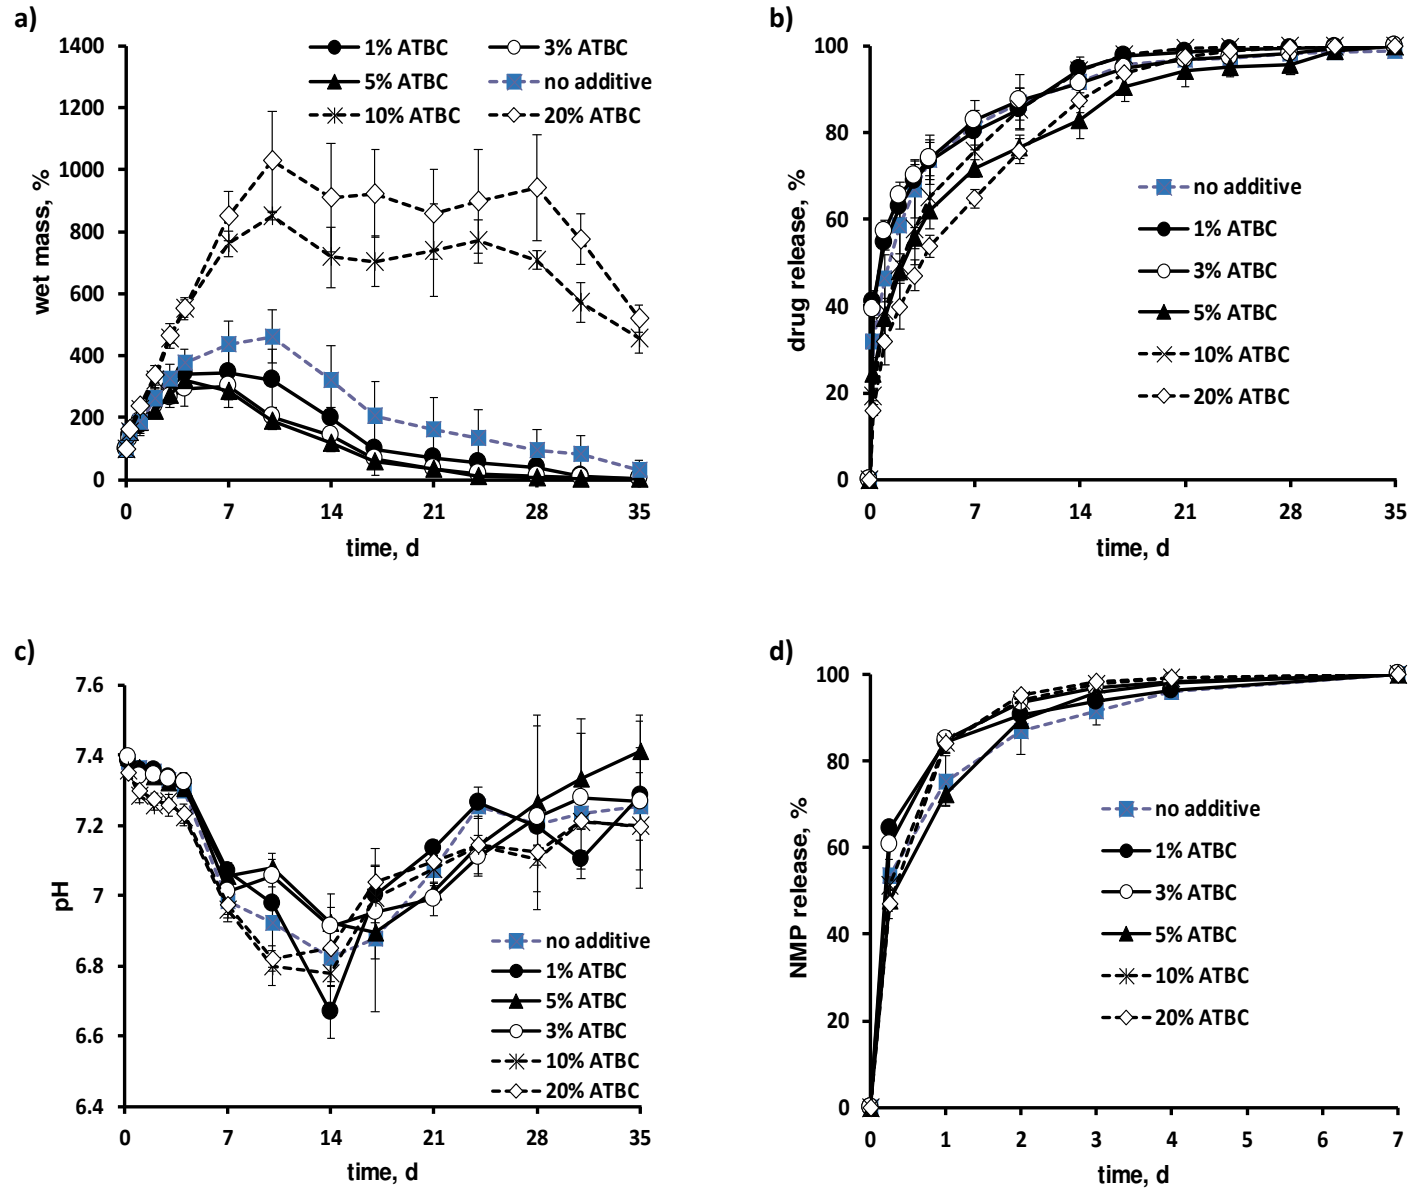 a)
1% ATBC 3% ATBC
5% ATBC no additive
10% ATBC 20% ATBC
1400
1200
1000
800
600
400
200
0
wet mass, %
0 7 14 21 28 35
time, d
b)
100
80
60
40
20
0
drug release, %
no additive
1% ATBC
3% ATBC
5% ATBC
10% ATBC
20% ATBC
0 7 14 21 28 35
time, d
c)
7.6
7.4
7.2
7
6.8
6.6
6.4
pH
no additive
1% ATBC
5% ATBC
3% ATBC
10% ATBC
20% ATBC
0 7 14 21 28 35
time, d
d)
100
80
60
40
20
0
NMP release, %
no additive
1% ATBC
3% ATBC
5% ATBC
10% ATBC
20% ATBC
0 1 2 3 4 5 6 7
time, d